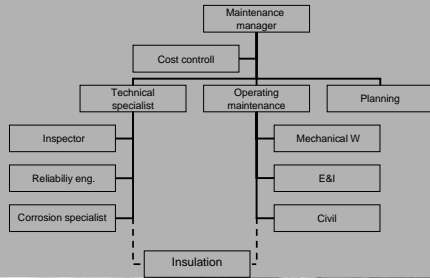 Maintenance
manager
Cost controll
Technical
specialist
Operating
maintenance
Planning
Inspector
Mechanical W
Reliabiliy eng.
E&I
Corrosion specialist
Civil
Insulation